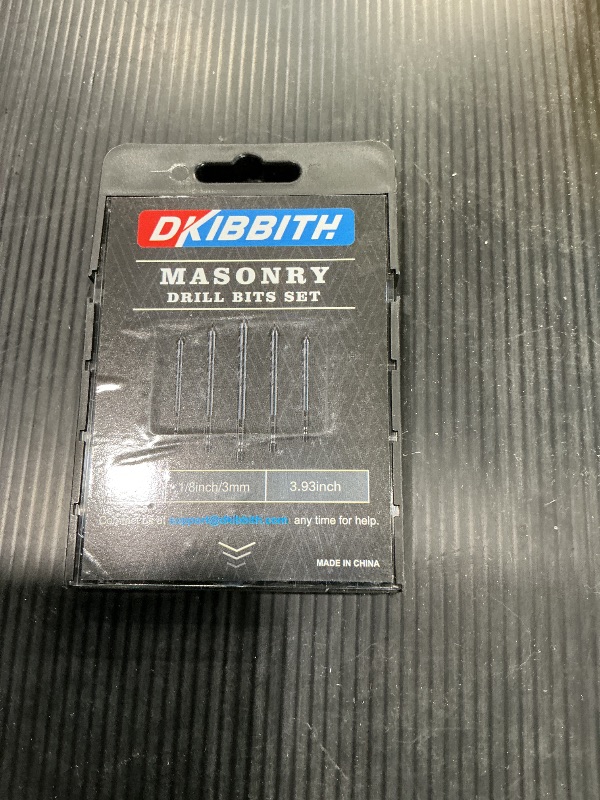 DKIBBITH
MASONRY
DRILL BITS SET
1/8inch/3mm 3.93inch
any time for help.
MADE IN CHINA